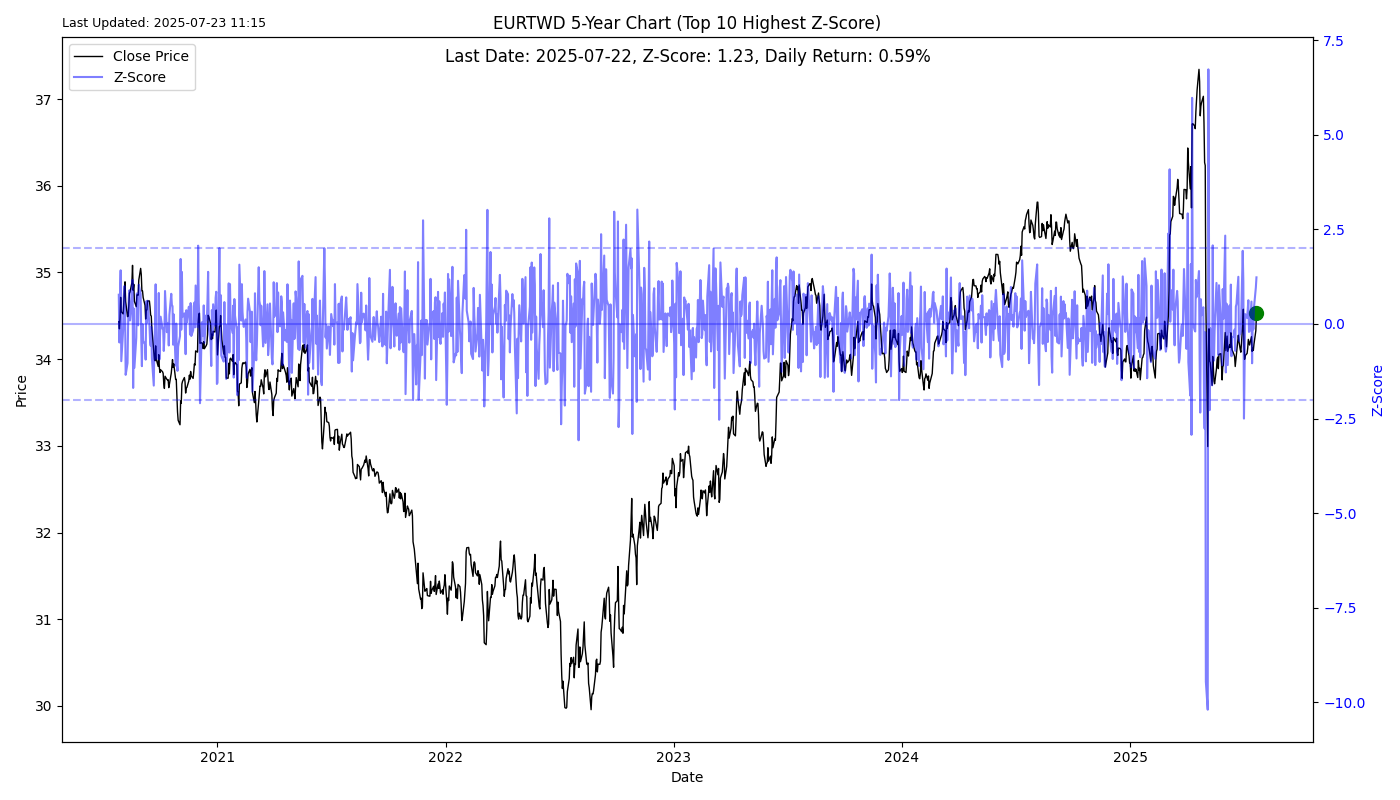 Last Updated: 2025-07-23 11:15
EURTWD 5-Year Chart (Top 10 Highest Z-Score)
Last Date: 2025-07-22, Z-Score: 1.23, Daily Return: 0.59%
Close Price
Z-Score
Price
37
36
35
34
33
32
31
30
7.5
5.0
2.5
0.0
−2.5
−5.0
−7.5
−10.0
Z-Score
2021
2022
2023
2024
2025
Date